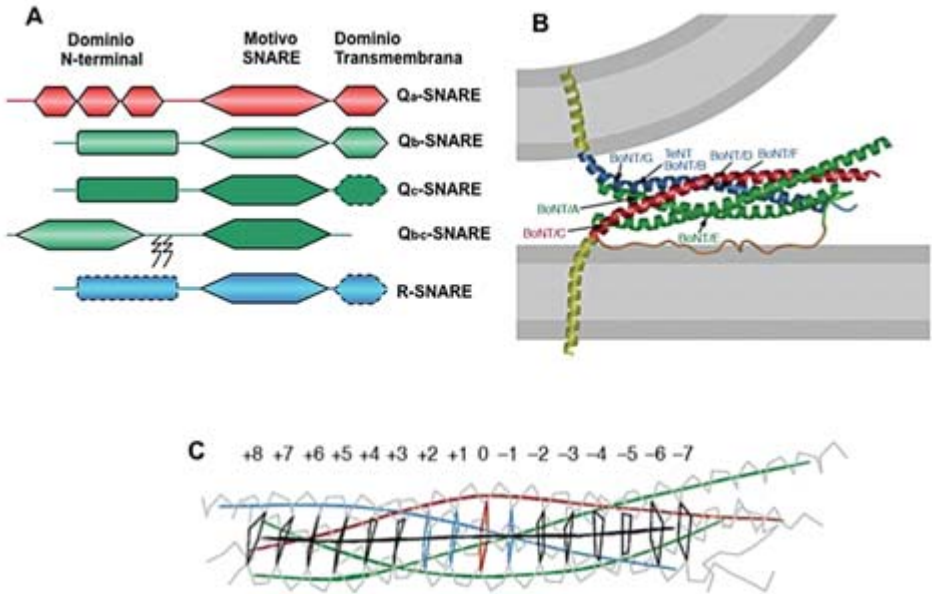 A
Dominio
N-terminal
Motivo
SNARE
Dominio
Transmembrana
Qa-SNARE
Qb-SNARE
Qc-SNARE
Qbc-SNARE
R-SNARE
B
BoNT/G
TeNT
BoNT/B
BoNT/D
BoNT/F
BoNT/A
BoNT/C
BoNT/E
C
+8 +7 +6 +5 +4 +3 +2 +1 0 −1 −2 −3 −4 −5 −6 −7